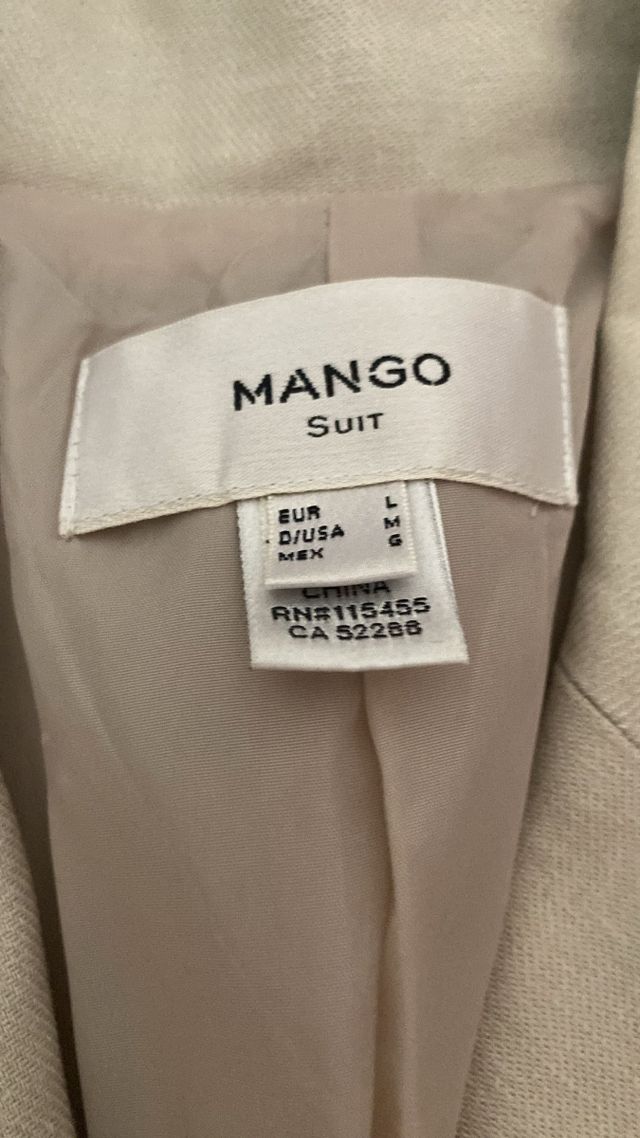 MANGO
SUIT
EUR L
D/USA M
MEX G
CHINA
RN#115455
CA 52288